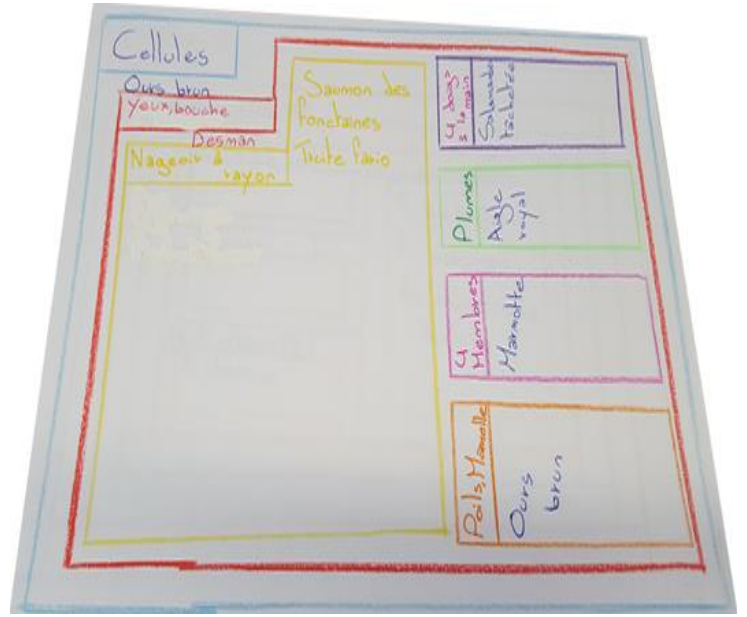 Cellules
Ours brun
Yeux, bouche
Desman
Nageoir à
rayon
Saumon des
fonctaines
Truite fario
4 doigts
à la main
Salamandre
tachetée
Plumes
Aigle
royal
4
Membres
Marmotte
Poils, Mamelle
Ours
brun